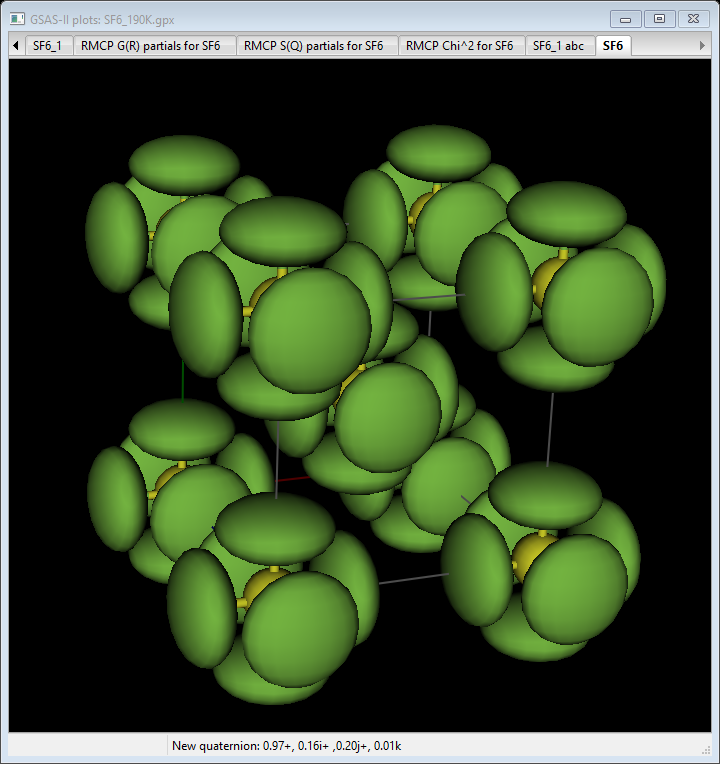 GSAS-II plots: SF6_190K.gpx
SF6_1 RMCP G(R) partials for SF6 RMCP S(Q) partials for SF6 RMCP Chi^2 for SF6 SF6_1 abc SF6
New quaternion: 0.97+, 0.16i+ ,0.20j+, 0.01k